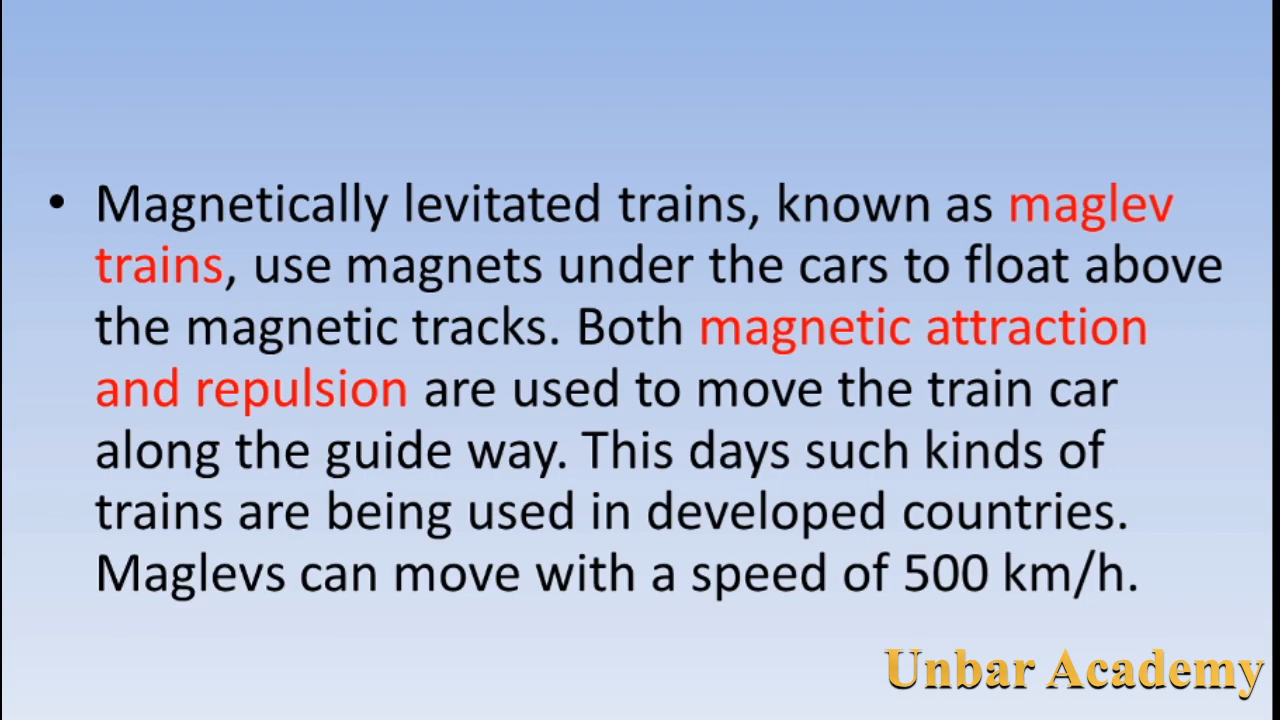 • Magnetically levitated trains, known as maglev
trains, use magnets under the cars to float above
the magnetic tracks. Both magnetic attraction
and repulsion are used to move the train car
along the guide way. This days such kinds of
trains are being used in developed countries.
Maglevs can move with a speed of 500 km/h.
Unbar Academy